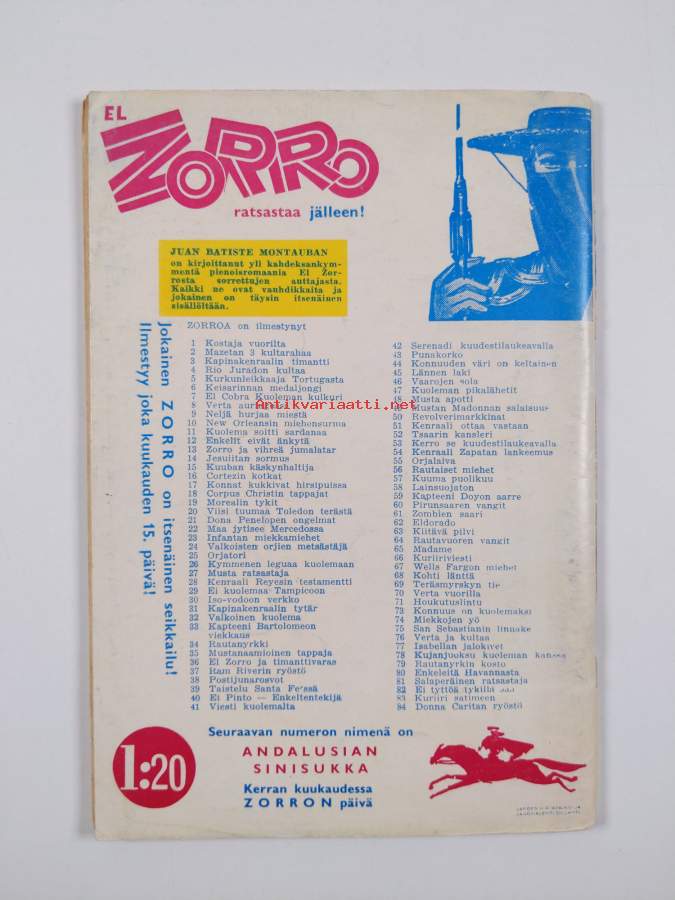 EL
ZORRO
ratsastaa jälleen!
JUAN BATISTE MONTAUBAN
on kirjoittanut yli kahdeksankym-
mentä pienoisromaania El Zor-
rosta sorrettujen auttajasta.
Kaikki ne ovat vauhdikkaita ja
jokainen on täysin itsenäinen
sisällöltään.
Jokainen ZORRO on itsenäinen seikkailu!
Ilmestyy joka kuukauden 15. päivä!
ZORROA on ilmestynyt
1 Kostaja vuorilta
2 Mazetan 3 kultarahaa
3 Kapinakenraalin timantti
4 Rio Juradon kultaa
5 Kurkunleikkaaja Tortugasta
6 Keisarinnan medaljongi
7 El Cobra Kuoleman kulkuri
8 Verta
9 Neljä hurjaa miestä
10 New Orleansin miehensurma
11 Kuolema soitti sardanaa
12 Enkelit eivät änkytä
13 Zorro ja vihreä jumalatar
14 Jesuiitan sormus
15 Kuuban käskynhaltija
16 Cortezin kotkat
17 Konnat kukkivat hirsipuissa
18 Corpus Christin tappajat
19 Morealin tykit
20 Viisi tuumaa Toledon terästä
21 Dona Penelopen ongelmat
22 Maa jytisee Mercedossa
23 Infantan miekkamiehet
24 Valkoisten orjien metsästäjä
25 Orjatori
26 Kymmenen leguaa kuolemaan
27 Musta ratsastaja
28 Kenraali Reyesin testamentti
29 Ei kuolemaa Tampicoon
30 Iso-vodoon verkko
31 Kapinakenraalin tytär
32 Valkoinen kuolema
33 Kapteeni Bartolomeon
viekkaus
34 Rautanyrkki
35 Mustanaamioinen tappaja
36 El Zorro ja timanttivaras
37 Ram Riverin ryöstö
38 Postijunarosvot
39 Taistelu Santa Fe'ssä
40 El Pinto — Enkeltentekijä
41 Viesti kuolemalta
42 Serenadi kuudestilaukeavalla
43 Punakorko
44 Konnuuden väri on keltainen
45 Lännen laki
46 Vaarojen sola
47 Kuoleman pikalähetit
48 Musta apotti
49 Mustan Madonnan salaisuus
50 Revolverimarkkinat
51 Kenraali ottaa vastaan
52 Tsaarin kansleri
53 Kerro se kuudestilaukeavalla
54 Kenraali Zapatan lankeemus
55 Orjalaiva
56 Rautaiset miehet
57 Kuuma puolikuu
58 Lainsuojaton
59 Kapteeni Doyon aarre
60 Pirunsaaren vangit
61 Zombien saari
62 Eldorado
63 Kiitävä pilvi
64 Rautavuoren vangit
65 Madame
66 Kuriiriviesti
67 Wells Fargon miehet
68 Kohti länttä
69 Teräsmyrskyn tie
70 Verta vuorilla
71 Houkutuslintu
73 Konnuus on kuolemaksi
74 Miekkojen yö
75 San Sebastianin linnake
76 Verta ja kultaa
77 Isabellan jalokivet
78 Kujanjuoksu kuoleman kanssa
79 Rautanyrkin kosto
80 Enkeleitä Havannasta
81 Salaperäinen ratsastaja
82 Ei tyttöä tykillä
83 Kuriiri satimeen
84 Donna Caritan ryöstö
Antikvariaatti.net
1:20
Seuraavan numeron nimenä on
ANDALUSIAN
SINISUKKA
Kerran kuukaudessa
ZORRON päivä